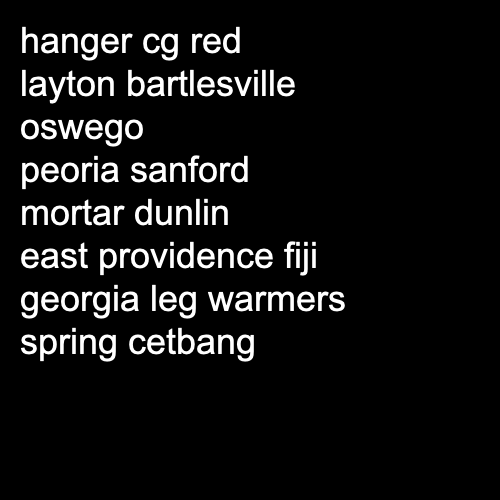 hanger cg red
layton bartlesville
oswego
peoria sanford
mortar dunlin
east providence fiji
georgia leg warmers
spring cetbang